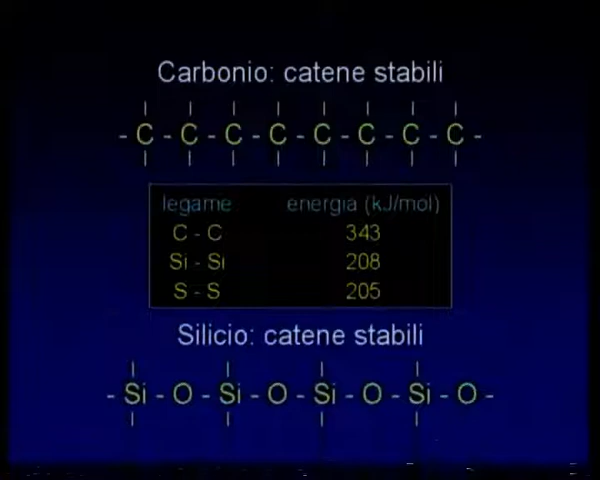 Carbonio: catene stabili
- C - C - C - C - C - C - C - C -
legame energia (kJ/mol)
C - C 343
Si - Si 208
S - S 205
Silicio: catene stabili
- Si - O - Si - O - Si - O - Si - O -